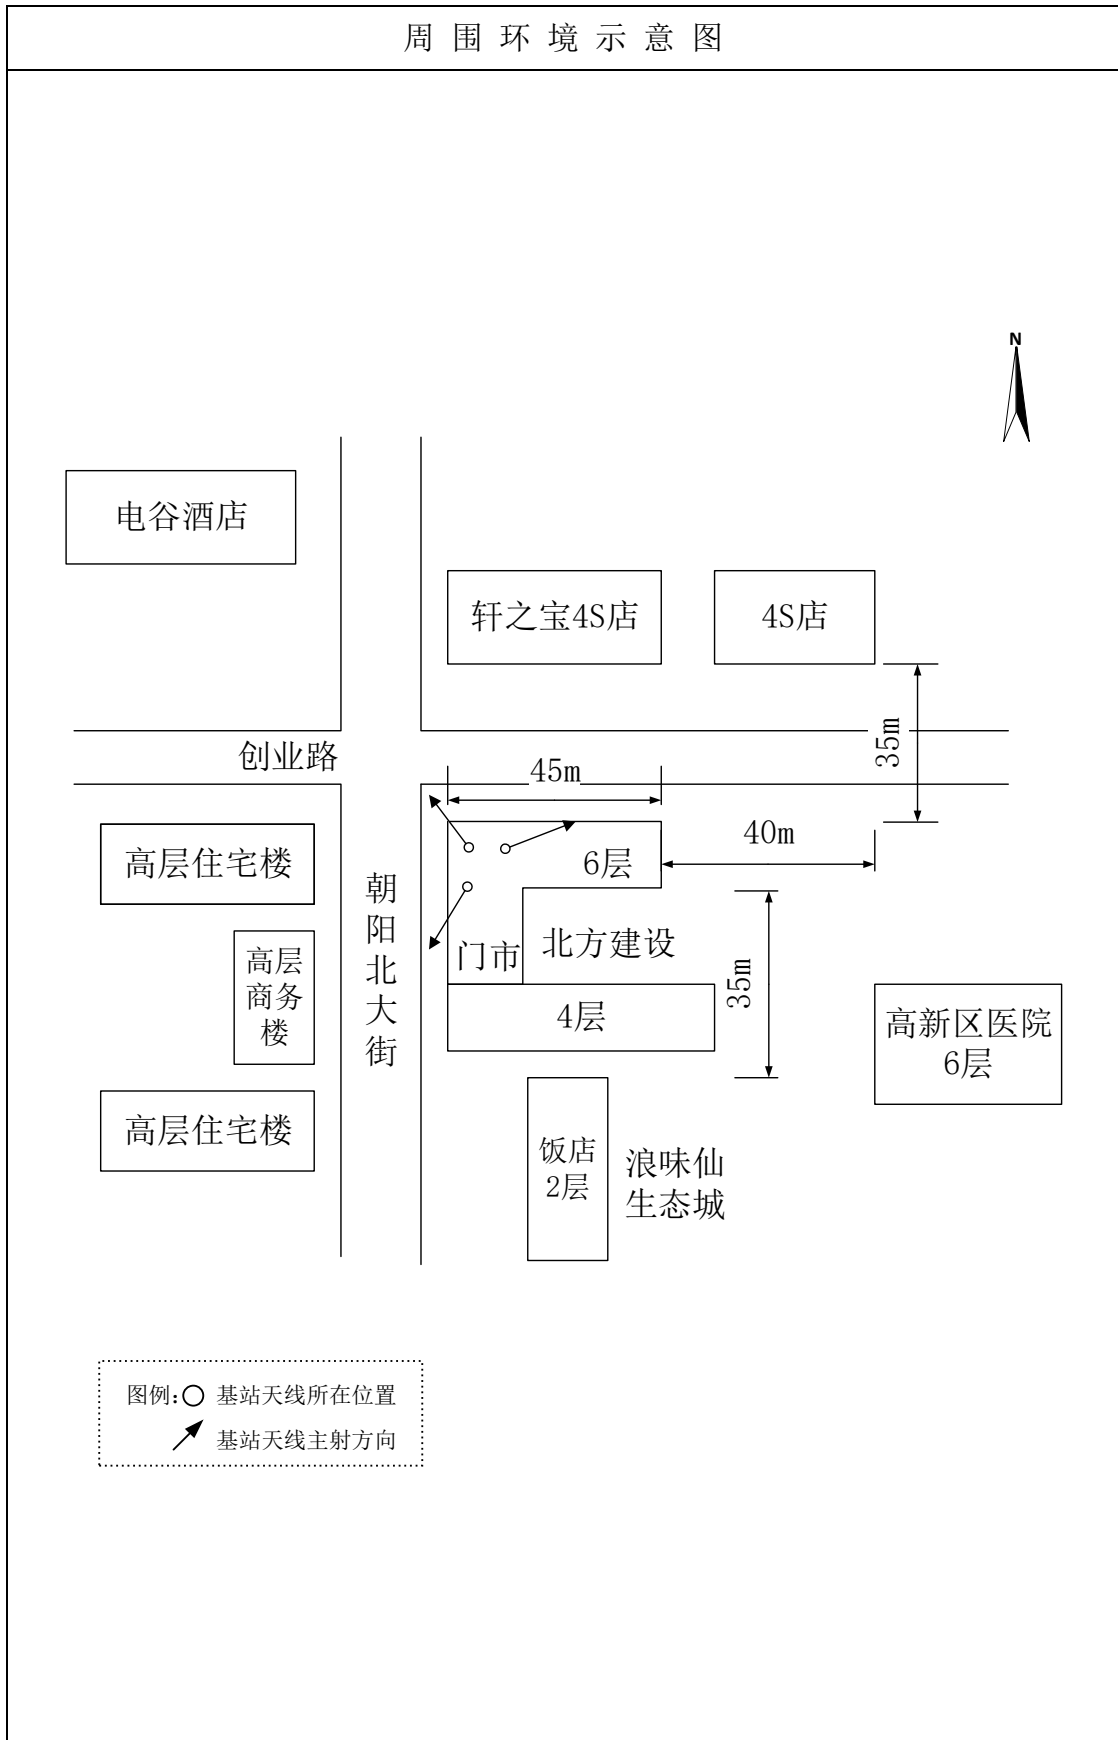 周围环境示意图
N
电谷酒店
轩之宝4S店
4S店
35m
创业路
45m
40m
高层住宅楼
6层
朝阳北大街
北方建设
门市
高层
商务
楼
35m
4层
高新区医院
6层
高层住宅楼
饭店
2层
浪味仙
生态城
图例:
基站天线所在位置
基站天线主射方向